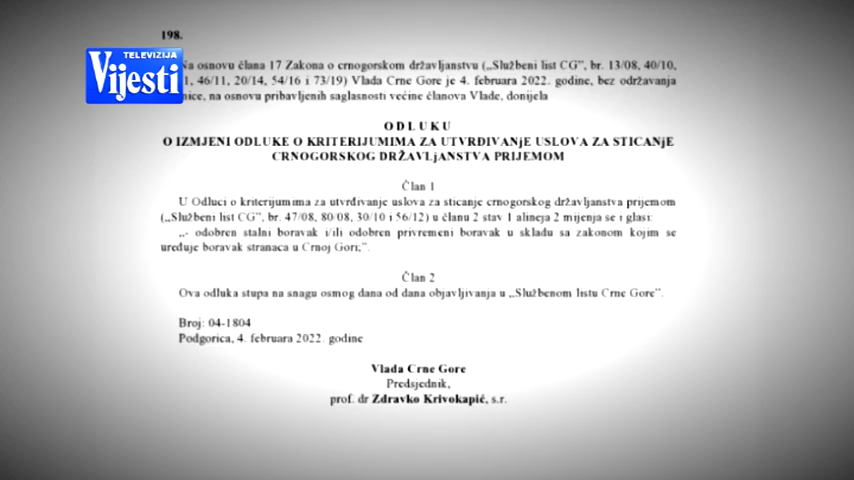 198.
TELEVIZIJA
Vijesti
osnovu člana 17 Zakona o crnogorskom državljanstvu („Službeni list CG”, br. 13/08, 40/10,
46/11, 20/14, 54/16 i 73/19) Vlada Crne Gore je 4. februara 2022. godine, bez održavanja
na osnovu pribavljenih saglasnosti većine članova Vlade, donijela
O D L U K U
O IZMJENI ODLUKE O KRITERIJUMIMA ZA UTVRĐIVANjE USLOVA ZA STICANjE
CRNOGORSKOG DRŽAVLjANSTVA PRIJEMOM
Član 1
U Odluci o kriterijumima za utvrđivanje uslova za sticanje crnogorskog državljanstva prijemom
(„Službeni list CG”, br. 47/08, 80/08, 30/10 i 56/12) u članu 2 stav 1 alineja 2 mijenja se i glasi:
„- odobren stalni boravak i/ili odobren privremeni boravak u skladu sa zakonom kojim se
uređuje boravak stranaca u Crnoj Gori;”.
Član 2
Ova odluka stupa na snagu osmog dana od dana objavljivanja u „Službenom listu Crne Gore”.
Broj: 04-1804
Podgorica, 4. februara 2022. godine
Vlada Crne Gore
Predsjednik,
prof. dr Zdravko Krivokapić, s.r.